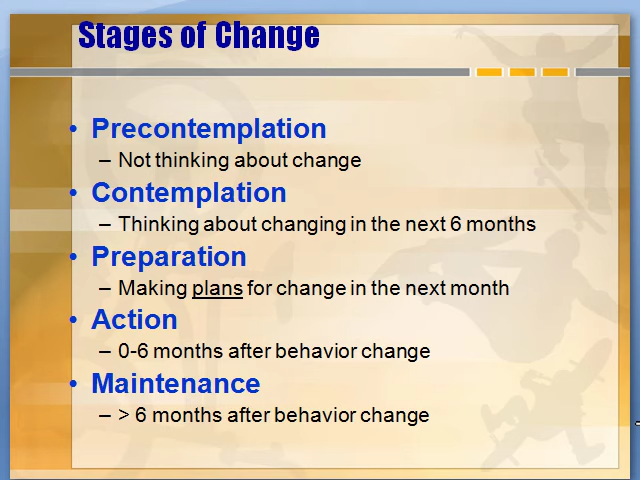 Stages of Change
• Precontemplation
– Not thinking about change
• Contemplation
– Thinking about changing in the next 6 months
• Preparation
– Making plans for change in the next month
• Action
– 0-6 months after behavior change
• Maintenance
– > 6 months after behavior change